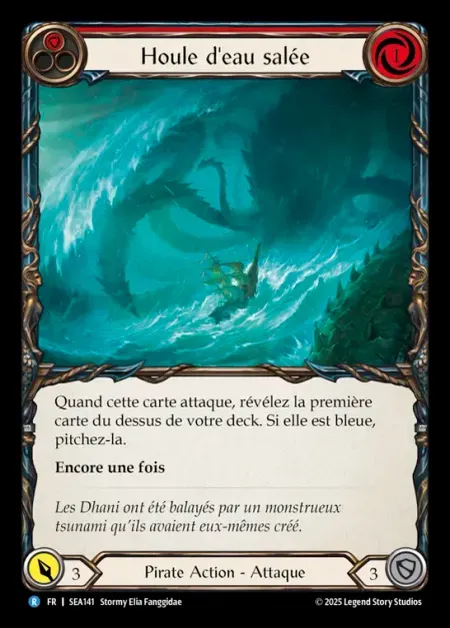 Houle d'eau salée
1
Quand cette carte attaque, révélez la première
carte du dessus de votre deck. Si elle est bleue,
pitchez-la.
Encore une fois
Les Dhani ont été balayés par un monstrueux
tsunami qu'ils avaient eux-mêmes créé.
3 Pirate Action - Attaque 3
R FR | SEA141 Stormy Elia Fanggidae © 2025 Legend Story Studios